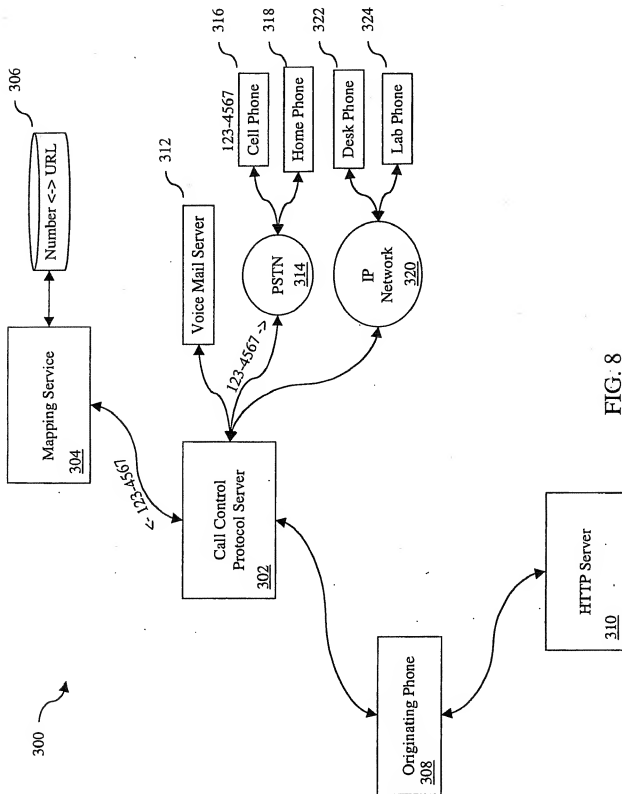 300
Mapping Service
304
Number <-> URL
306
<- 123-4567
Call Control
Protocol Server
302
Voice Mail Server
312
123-4567 ->
PSTN
314
123-4567
Cell Phone
316
Home Phone
318
IP
Network
320
Desk Phone
322
Lab Phone
324
Originating Phone
308
HTTP Server
310
FIG. 8